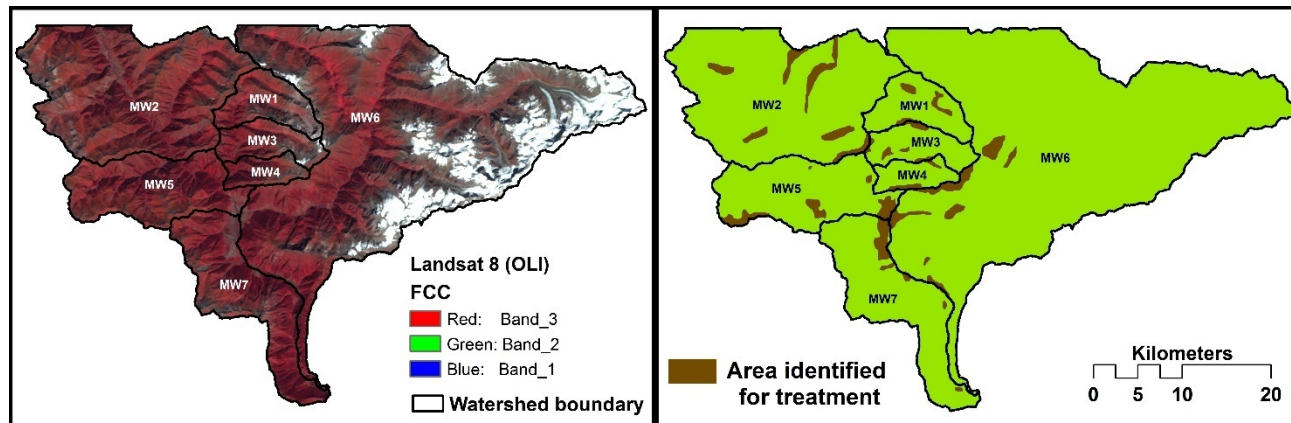 MW2
MW1
MW6
MW3
MW4
MW5
MW7
Landsat 8 (OLI)
FCC
Red: Band_3
Green: Band_2
Blue: Band_1
Watershed boundary
MW2
MW1
MW3
MW6
MW4
MW5
MW7
Area identified
for treatment
Kilometers
0 5 10 20